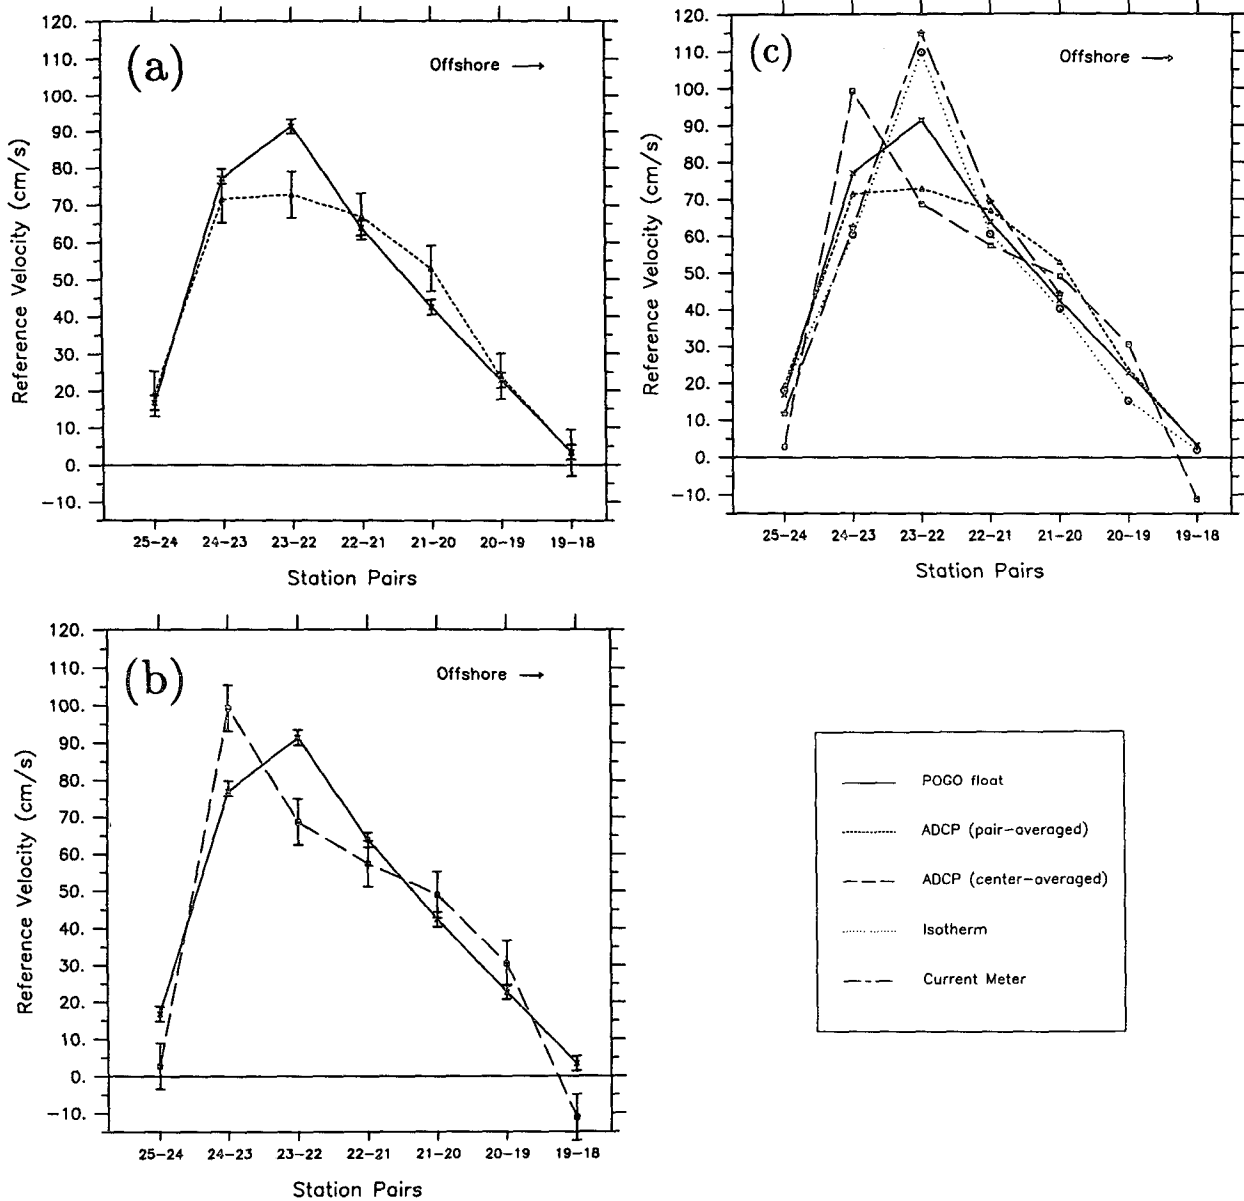 (a)
Offshore
120.
110.
100.
90.
80.
70.
60.
50.
40.
30.
20.
10.
0.
-10.
Reference Velocity (cm/s)
25-24 24-23 23-22 22-21 21-20 20-19 19-18
Station Pairs
(c)
Offshore
120.
110.
100.
90.
80.
70.
60.
50.
40.
30.
20.
10.
0.
-10.
Reference Velocity (cm/s)
25-24 24-23 23-22 22-21 21-20 20-19 19-18
Station Pairs
(b)
Offshore
120.
110.
100.
90.
80.
70.
60.
50.
40.
30.
20.
10.
0.
-10.
Reference Velocity (cm/s)
25-24 24-23 23-22 22-21 21-20 20-19 19-18
Station Pairs
POGO float
ADCP (pair-averaged)
ADCP (center-averaged)
Isotherm
Current Meter